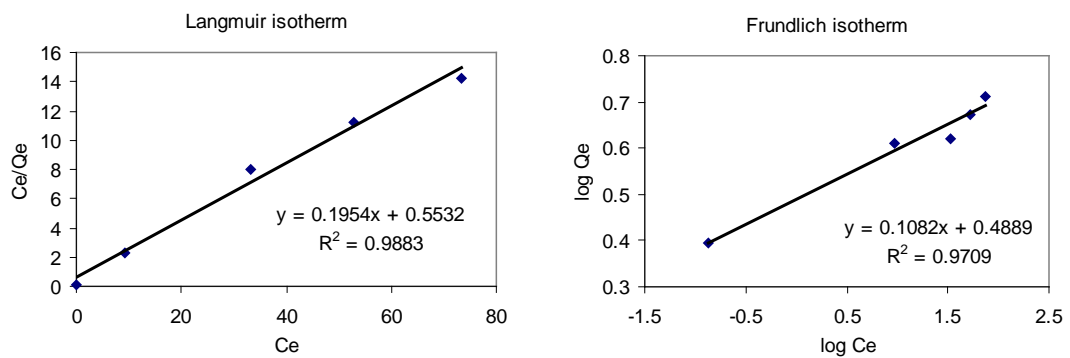 Langmuir isotherm
16
14
12
10
8
6
4
2
0
Ce/Qe
y = 0.1954x + 0.5532
R² = 0.9883
0 20 40 60 80
Ce
Frundlich isotherm
0.8
0.7
0.6
0.5
0.4
0.3
log Qe
y = 0.1082x + 0.4889
R² = 0.9709
-1.5 -0.5 0.5 1.5 2.5
log Ce